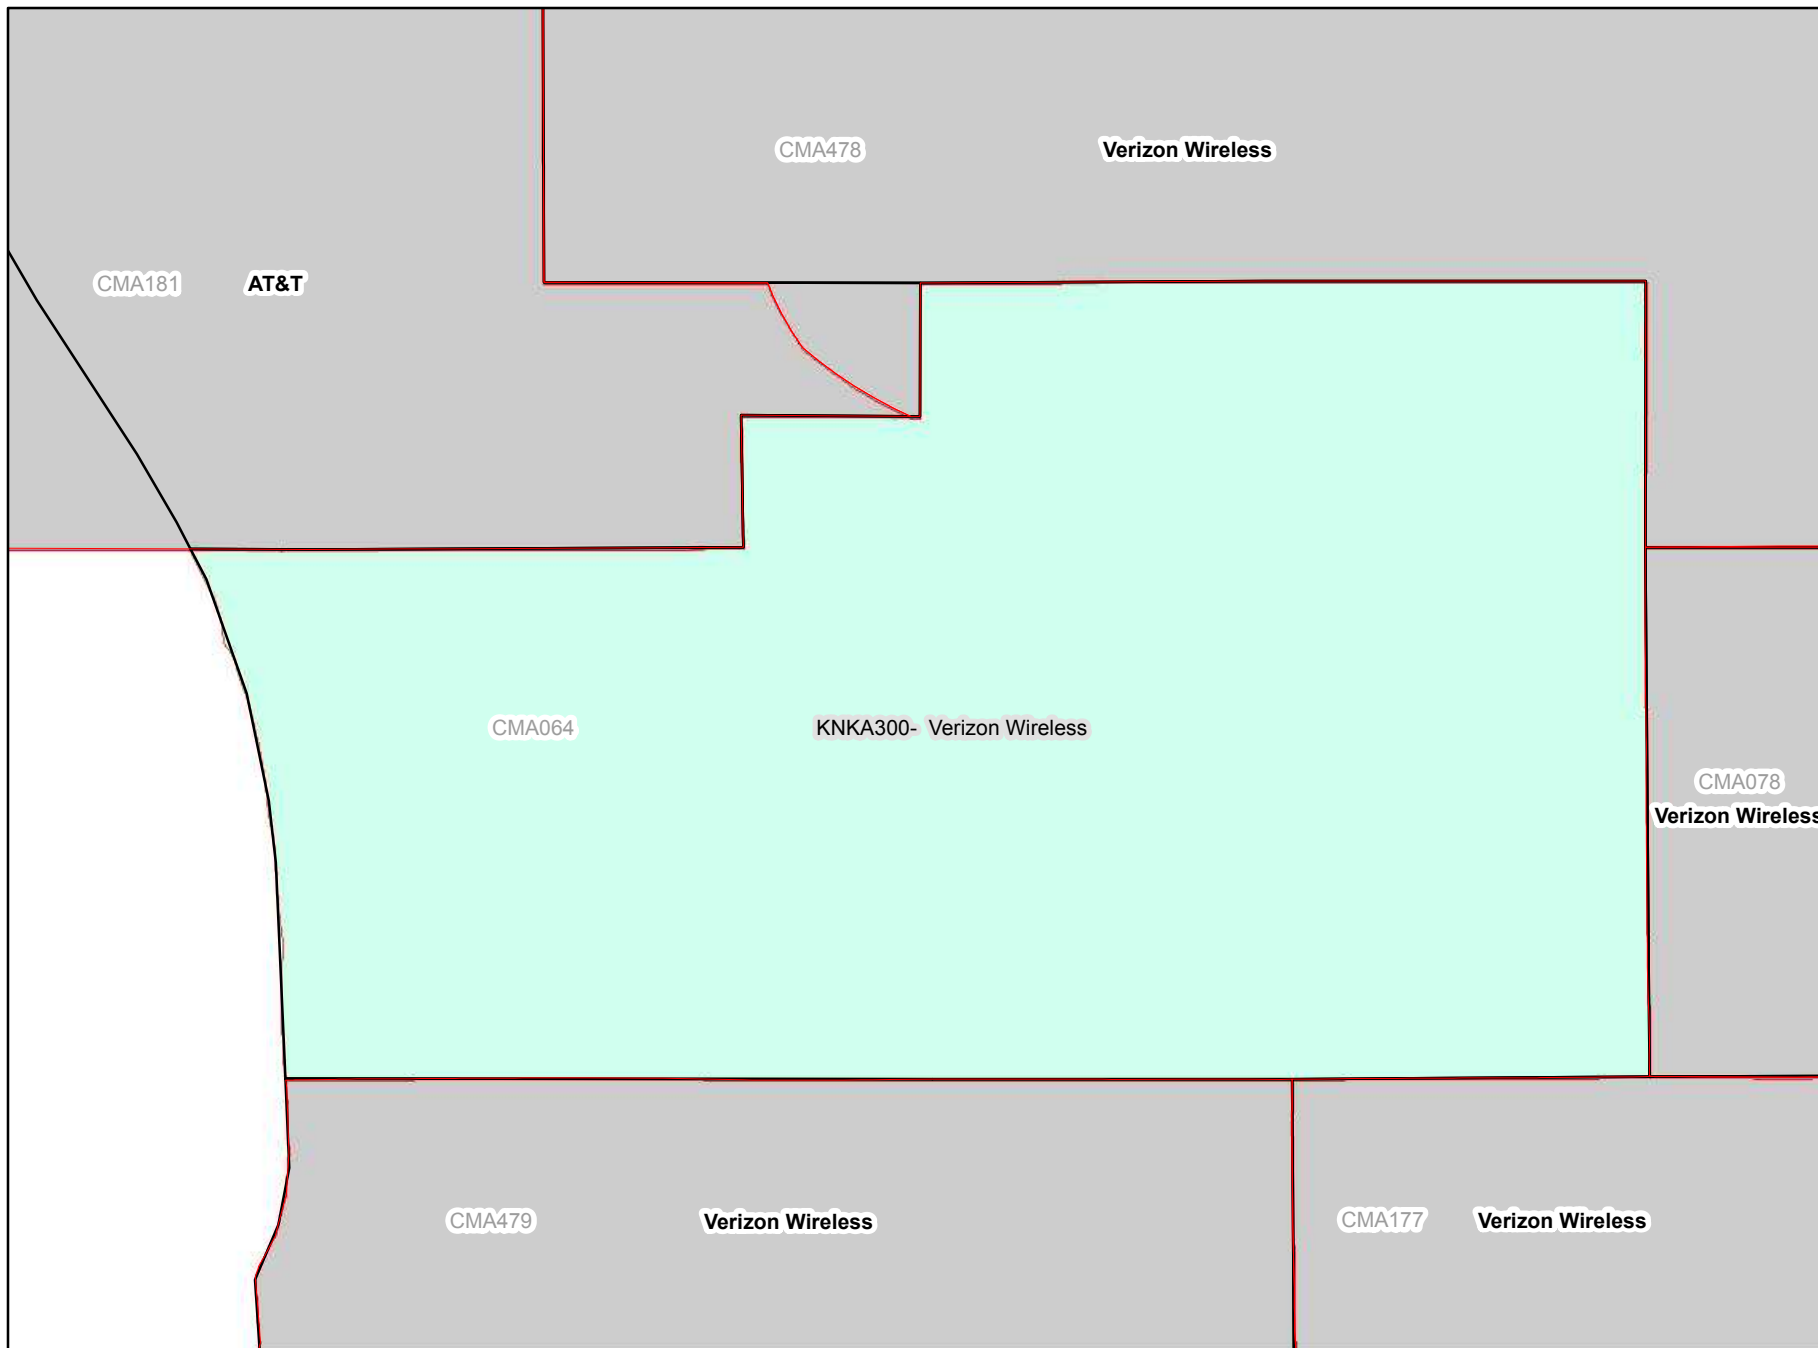 CMA478 Verizon Wireless
CMA181 AT&T
CMA064 KNKA300- Verizon Wireless
CMA078
Verizon Wireless
CMA479 Verizon Wireless
CMA177 Verizon Wireless